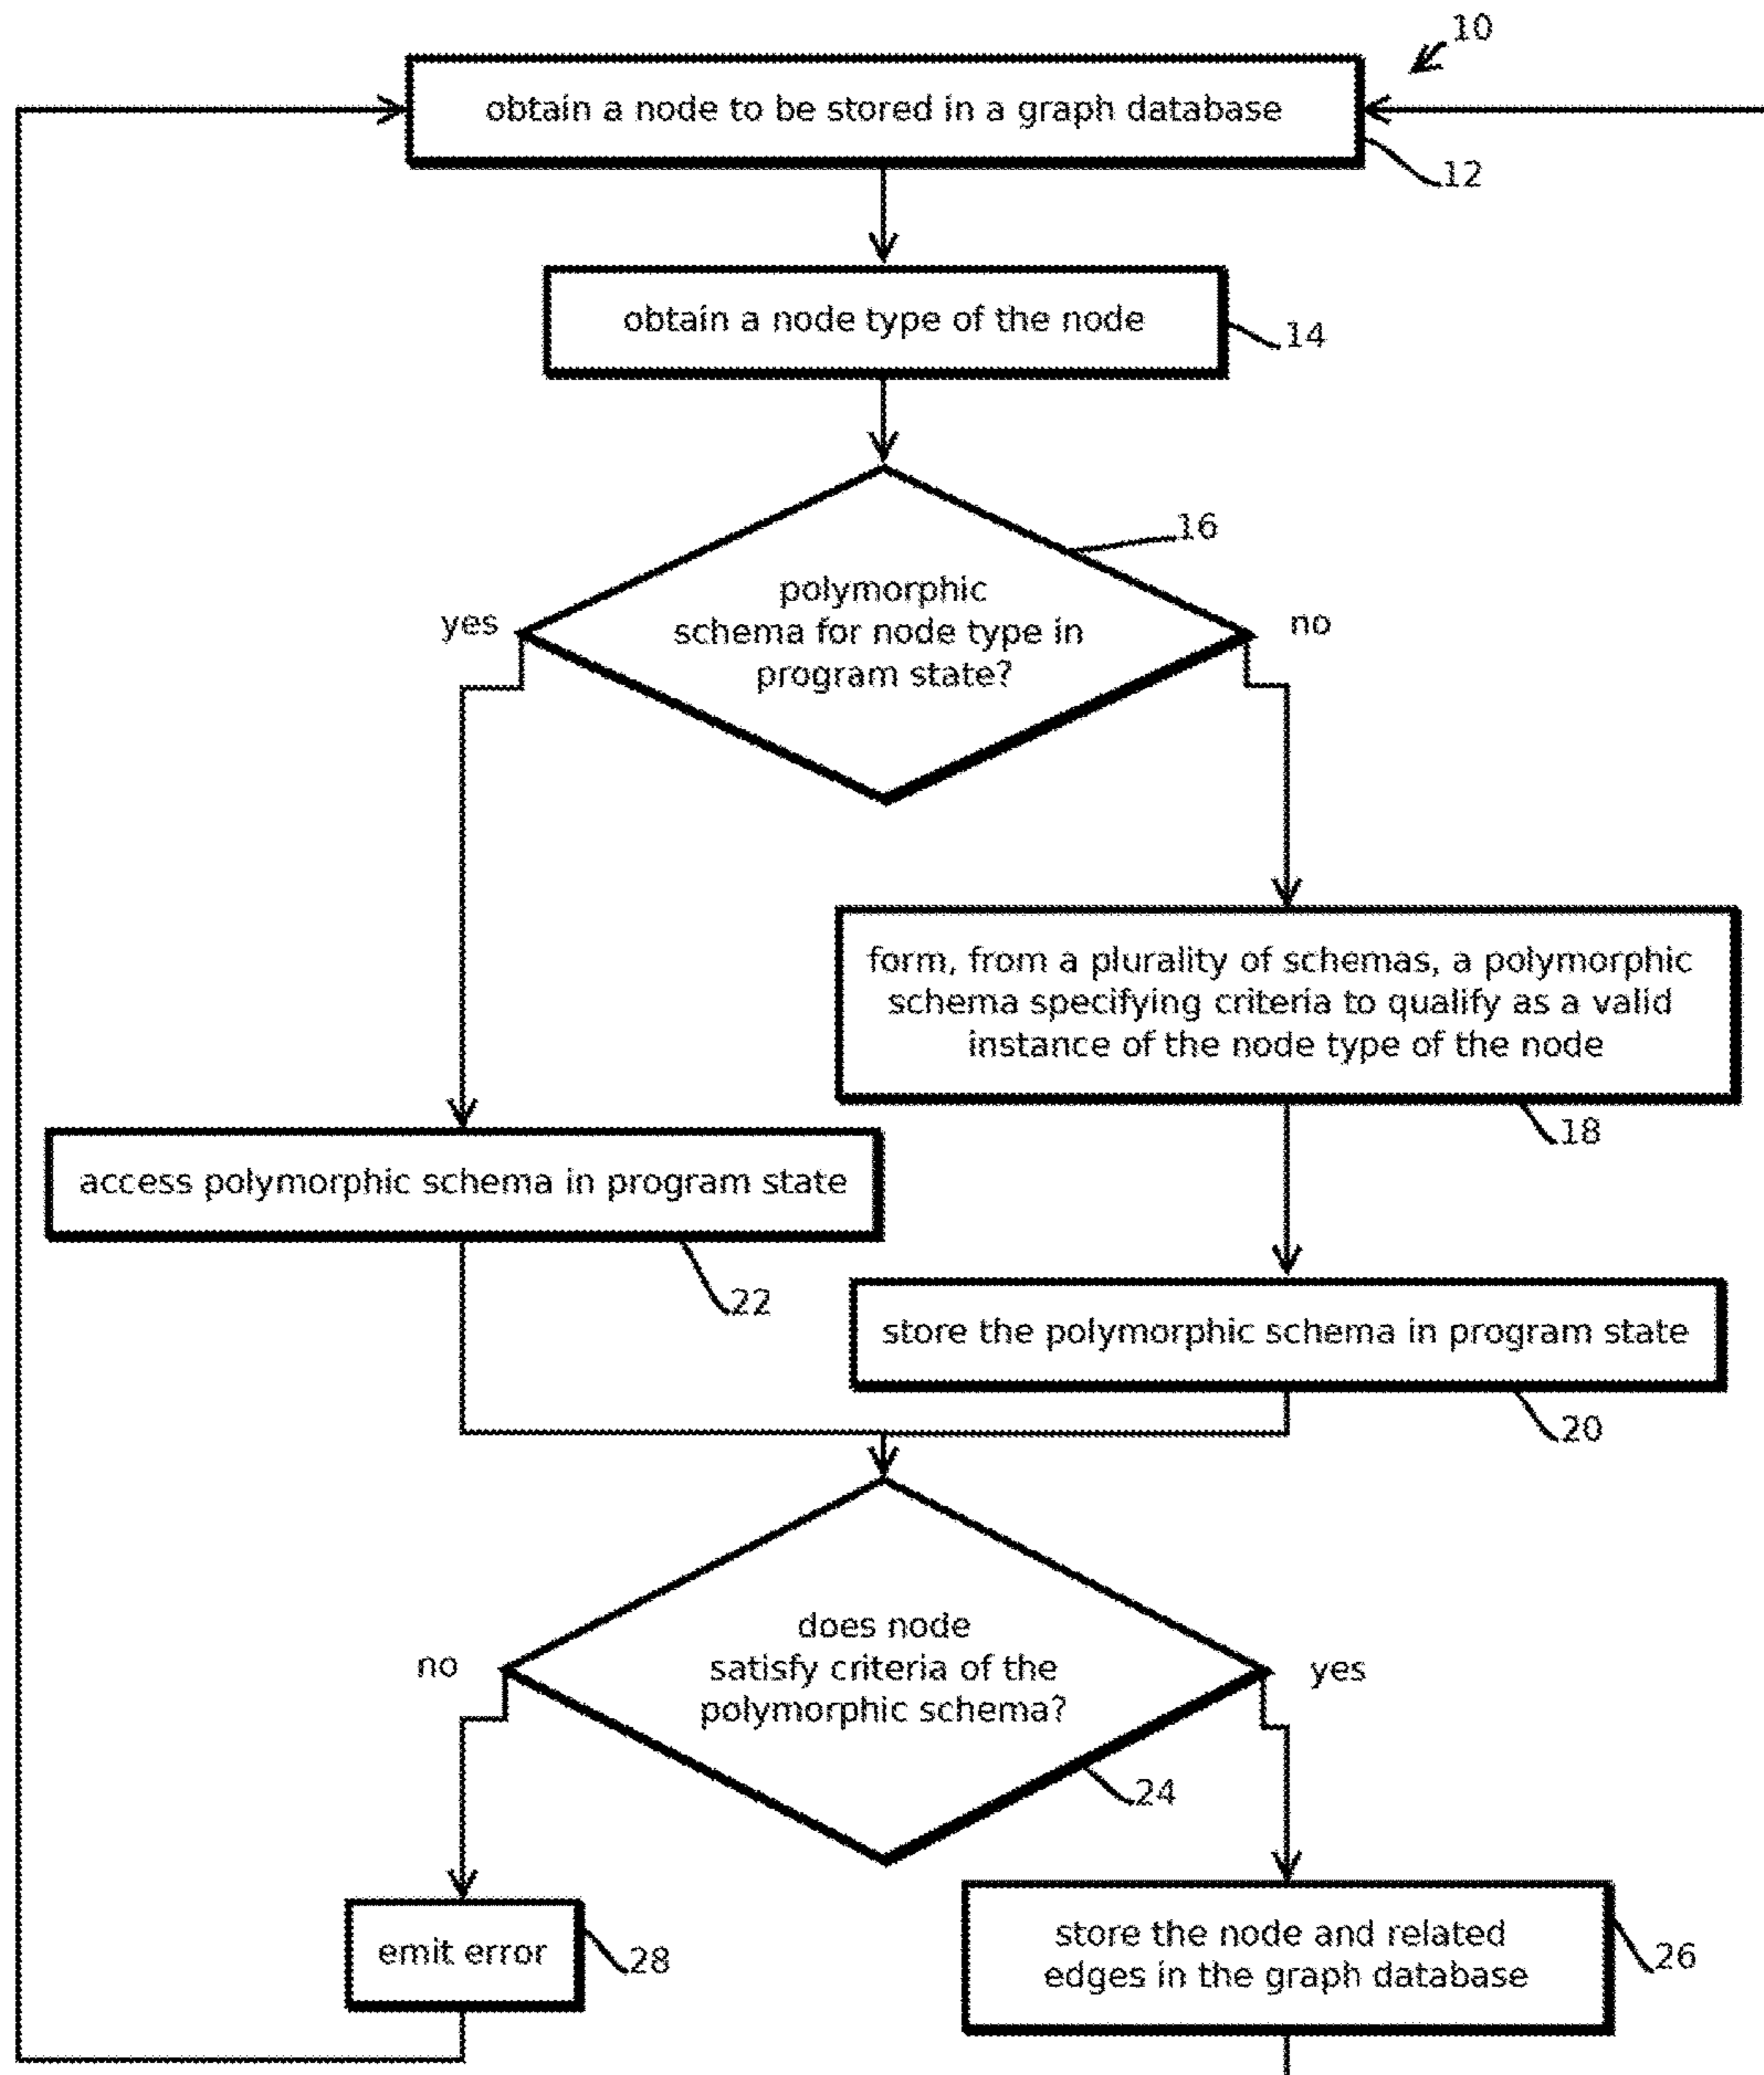 10
obtain a node to be stored in a graph database
12
obtain a node type of the node
14
16
polymorphic
schema for node type in
program state?
yes
no
form, from a plurality of schemas, a polymorphic
schema specifying criteria to qualify as a valid
instance of the node type of the node
18
access polymorphic schema in program state
22
store the polymorphic schema in program state
20
does node
satisfy criteria of the
polymorphic schema?
no
yes
24
emit error
28
store the node and related
edges in the graph database
26